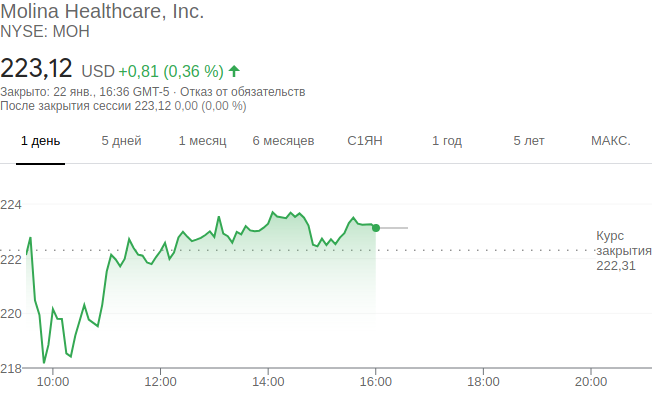 Molina Healthcare, Inc.
NYSE: MOH
223,12 USD +0,81 (0,36 %)
Закрыто: 22 янв., 16:36 GMT-5 · Отказ от обязательств
После закрытия сессии 223,12 0,00 (0,00 %)
1 день 5 дней 1 месяц 6 месяцев С1ЯН 1 год 5 лет МАКС.
224
222
220
218
Курс
закрытия
222,31
10:00 12:00 14:00 16:00 18:00 20:00